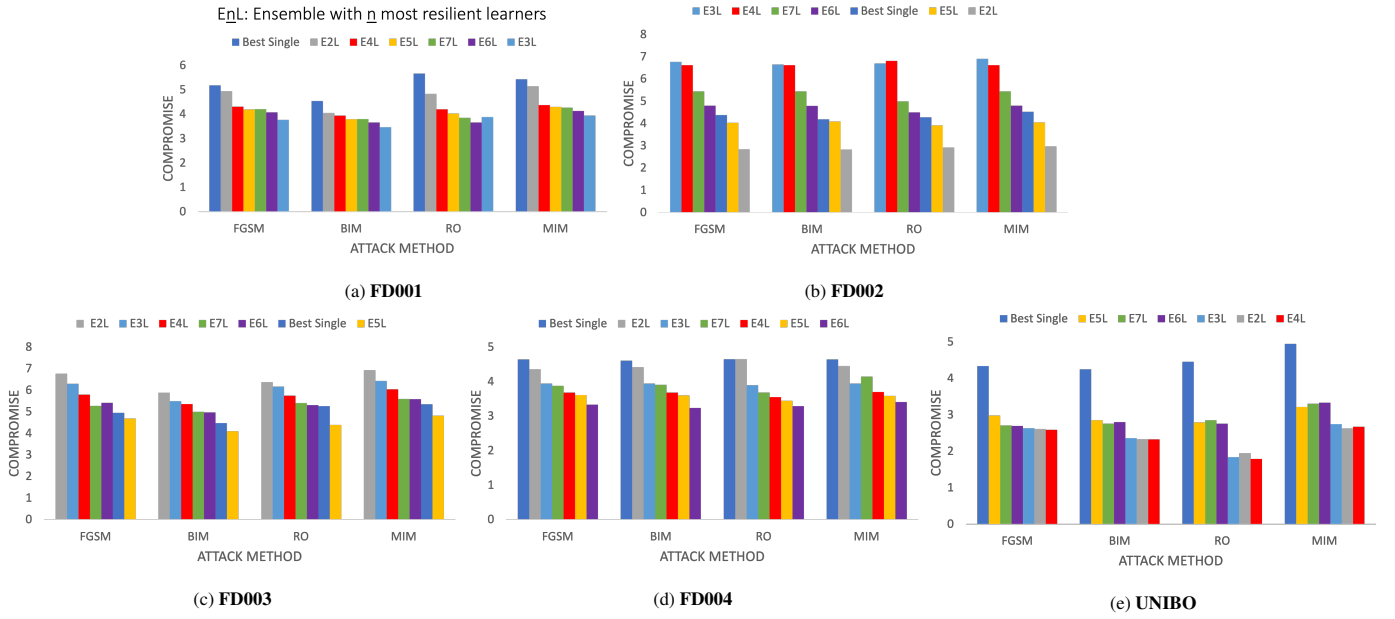 EnL: Ensemble with n most resilient learners
Best Single E2L E4L E5L E7L E6L E3L
COMPROMISE
6
5
4
3
2
1
0
FGSM BIM RO MIM
ATTACK METHOD
(a) FD001
E3L E4L E7L E6L Best Single E5L E2L
COMPROMISE
8
7
6
5
4
3
2
1
0
FGSM BIM RO MIM
ATTACK METHOD
(b) FD002
E2L E3L E4L E7L E6L Best Single E5L
COMPROMISE
8
7
6
5
4
3
2
1
0
FGSM BIM RO MIM
ATTACK METHOD
(c) FD003
Best Single E2L E3L E7L E4L E5L E6L
COMPROMISE
5
4
3
2
1
0
FGSM BIM RO MIM
ATTACK METHOD
(d) FD004
Best Single E5L E7L E6L E3L E2L E4L
COMPROMISE
5
4
3
2
1
0
FGSM BIM RO MIM
ATTACK METHOD
(e) UNIBO